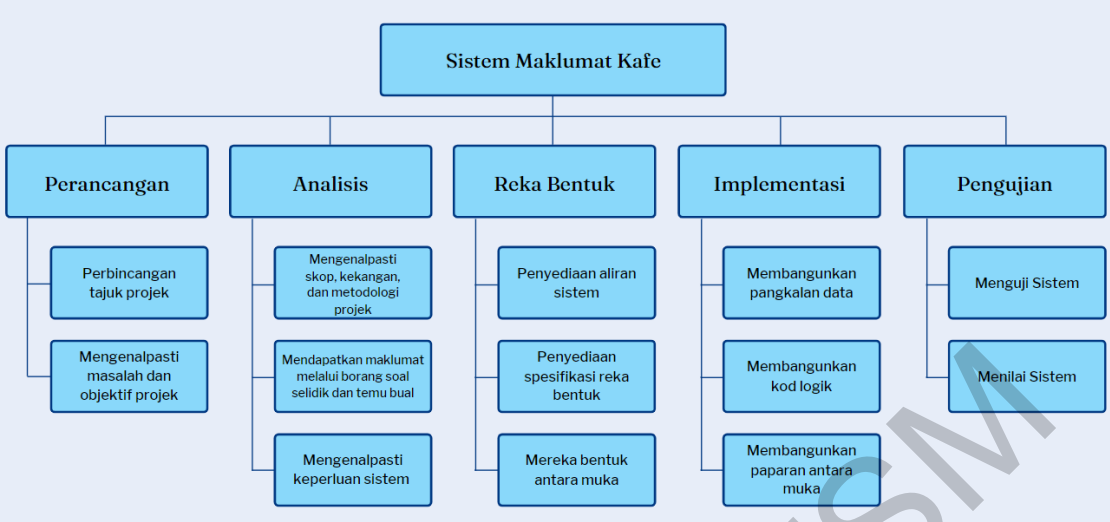 Sistem Maklumat Kafe
Perancangan
Analisis
Reka Bentuk
Implementasi
Pengujian
Perbincangan
tajuk projek
Mengenalpasti
masalah dan
objektif projek
Mengenalpasti
skop, kekangan,
dan metodologi
projek
Mendapatkan maklumat
melalui borang soal
selidik dan temu bual
Mengenalpasti
keperluan sistem
Penyediaan aliran
sistem
Penyediaan
spesifikasi reka
bentuk
Mereka bentuk
antara muka
Membangunkan
pangkalan data
Membangunkan
kod logik
Membangunkan
paparan antara
muka
Menguji Sistem
Menilai Sistem